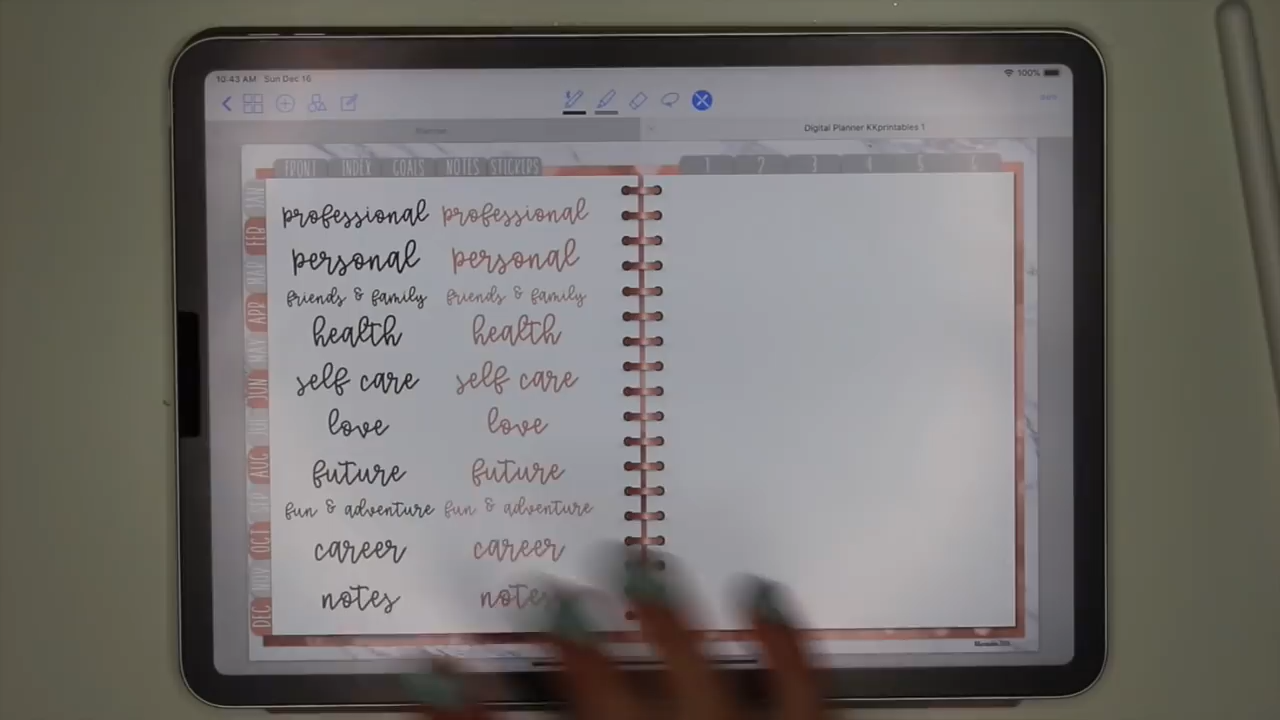 10:43 AM Sun Dec 16
100%
Digital Planner KKprintables 1
FRONT INDEX GOALS NOTES STICKERS
1 2 3 4 5 6
JAN
FEB
MAR
APR
MAY
JUN
JUL
AUG
SEP
OCT
NOV
DEC
professional professional
personal personal
friends & family friends & family
health health
self care self care
love love
future future
fun & adventure fun & adventure
career career
notes notes